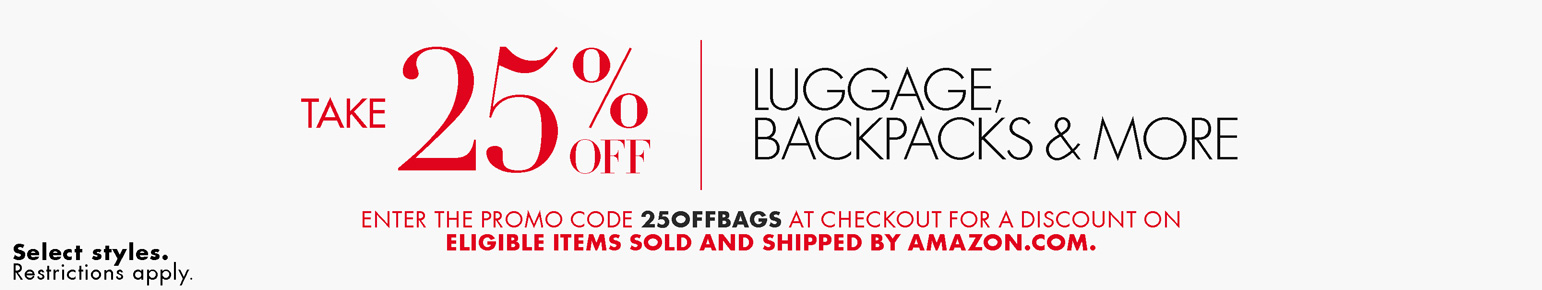 TAKE 25% OFF
LUGGAGE,
BACKPACKS & MORE
ENTER THE PROMO CODE 25OFFBAGS AT CHECKOUT FOR A DISCOUNT ON
ELIGIBLE ITEMS SOLD AND SHIPPED BY AMAZON.COM.
Select styles.
Restrictions apply.